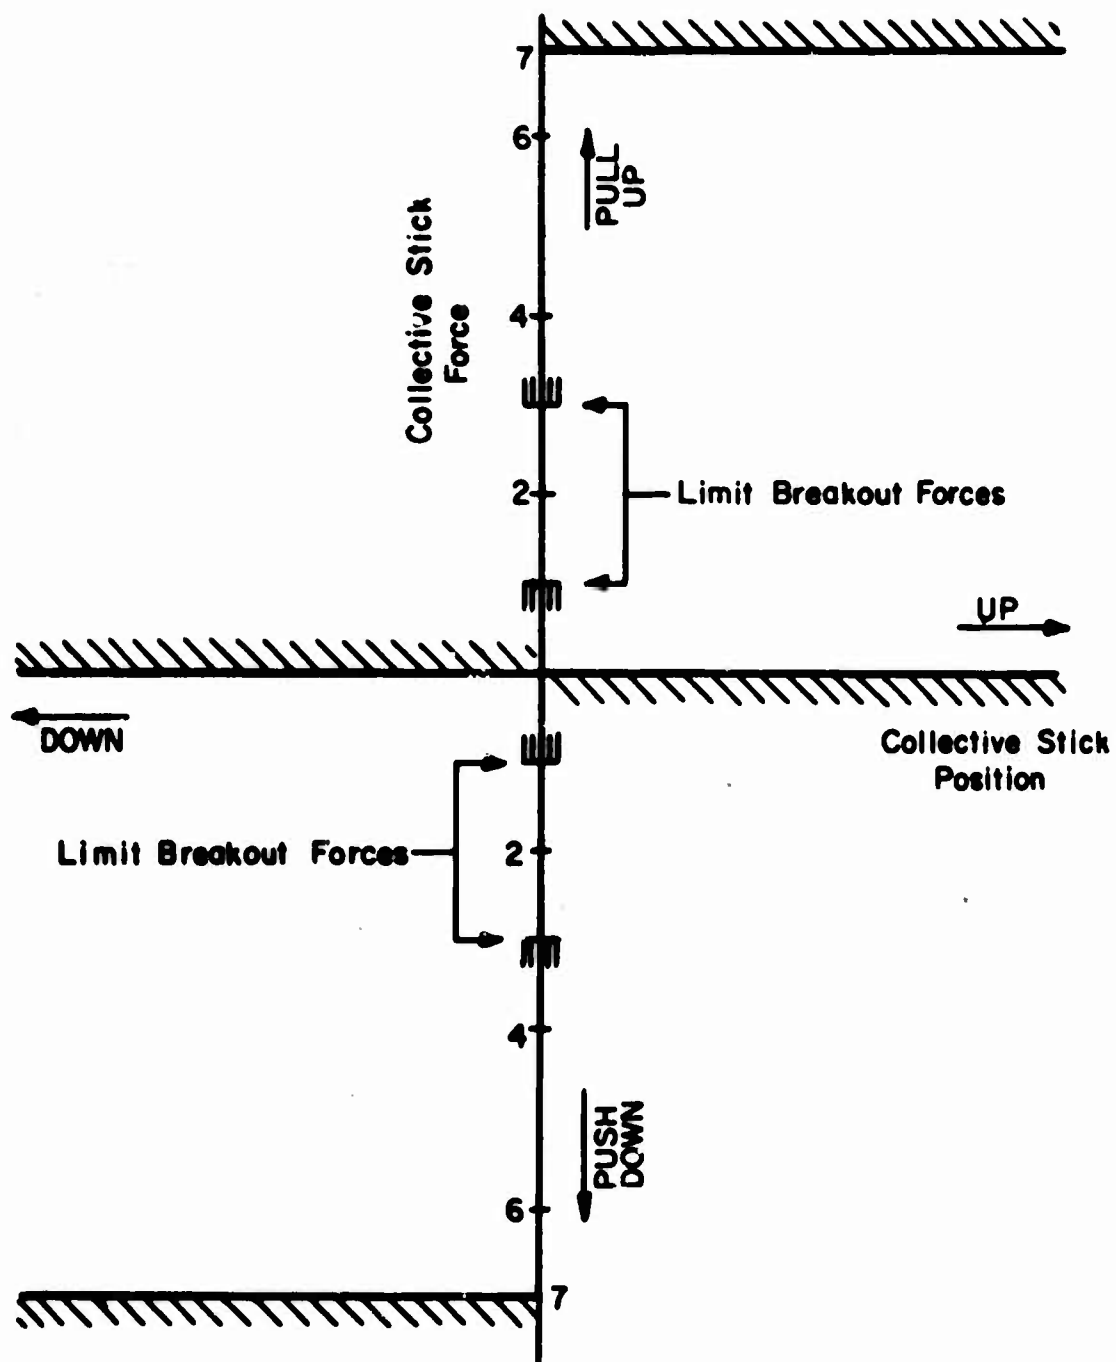 7
6
PULL
UP
Collective Stick
Force
4
2
Limit Breakout Forces
UP
DOWN
Collective Stick
Position
Limit Breakout Forces
2
4
PUSH
DOWN
6
7